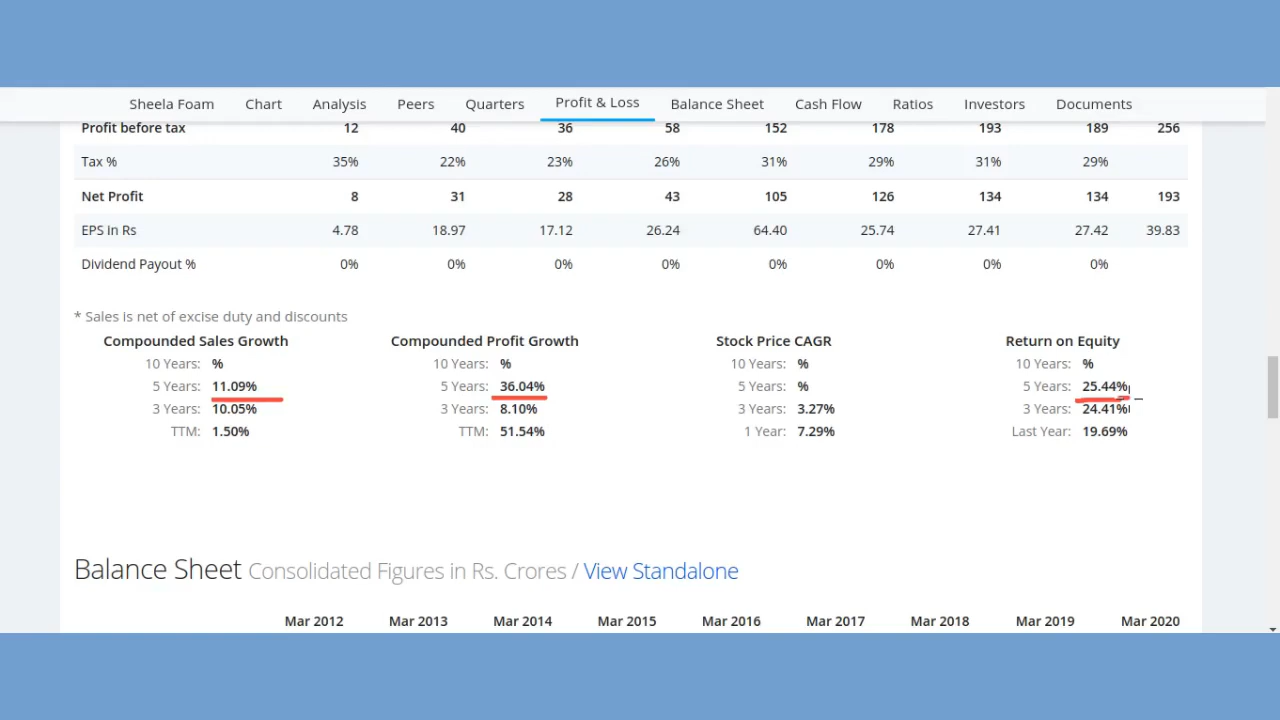 Sheela Foam Chart Analysis Peers Quarters Profit & Loss Balance Sheet Cash Flow Ratios Investors Documents
Profit before tax 12 40 36 58 152 178 193 189 256
Tax % 35% 22% 23% 26% 31% 29% 31% 29%
Net Profit 8 31 28 43 105 126 134 134 193
EPS in Rs 4.78 18.97 17.12 26.24 64.40 25.74 27.41 27.42 39.83
Dividend Payout % 0% 0% 0% 0% 0% 0% 0% 0%
* Sales is net of excise duty and discounts
Compounded Sales Growth Compounded Profit Growth Stock Price CAGR Return on Equity
10 Years: % 10 Years: % 10 Years: % 10 Years: %
5 Years: 11.09% 5 Years: 36.04% 5 Years: % 5 Years: 25.44%
3 Years: 10.05% 3 Years: 8.10% 3 Years: 3.27% 3 Years: 24.41%
TTM: 1.50% TTM: 51.54% 1 Year: 7.29% Last Year: 19.69%
Balance Sheet Consolidated Figures in Rs. Crores / View Standalone
Mar 2012 Mar 2013 Mar 2014 Mar 2015 Mar 2016 Mar 2017 Mar 2018 Mar 2019 Mar 2020